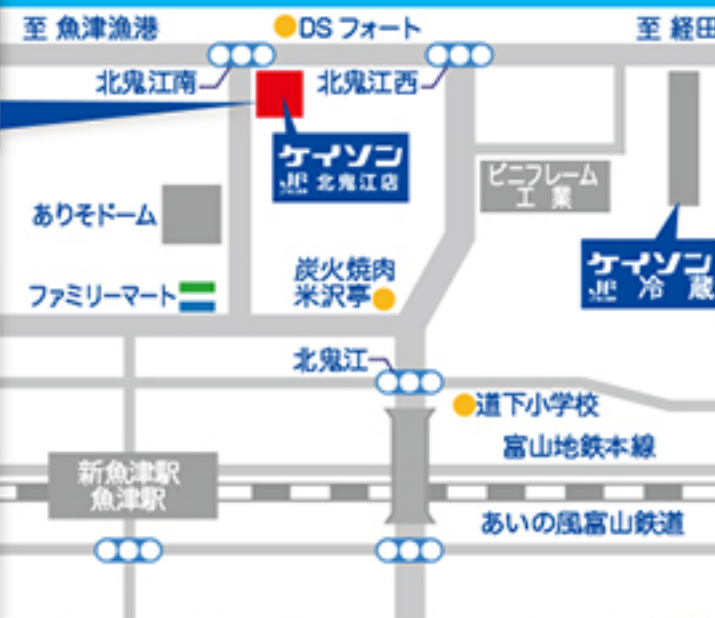 至 魚津漁港
DS フォート
至 経田
北鬼江南
北鬼江西
ケイソン
JF 北鬼江店
ビニフレーム
工 業
ありそドーム
ケイソン
JF 冷 蔵
炭火焼肉
米沢亭
ファミリーマート
北鬼江
道下小学校
富山地鉄本線
新魚津駅
魚津駅
あいの風富山鉄道